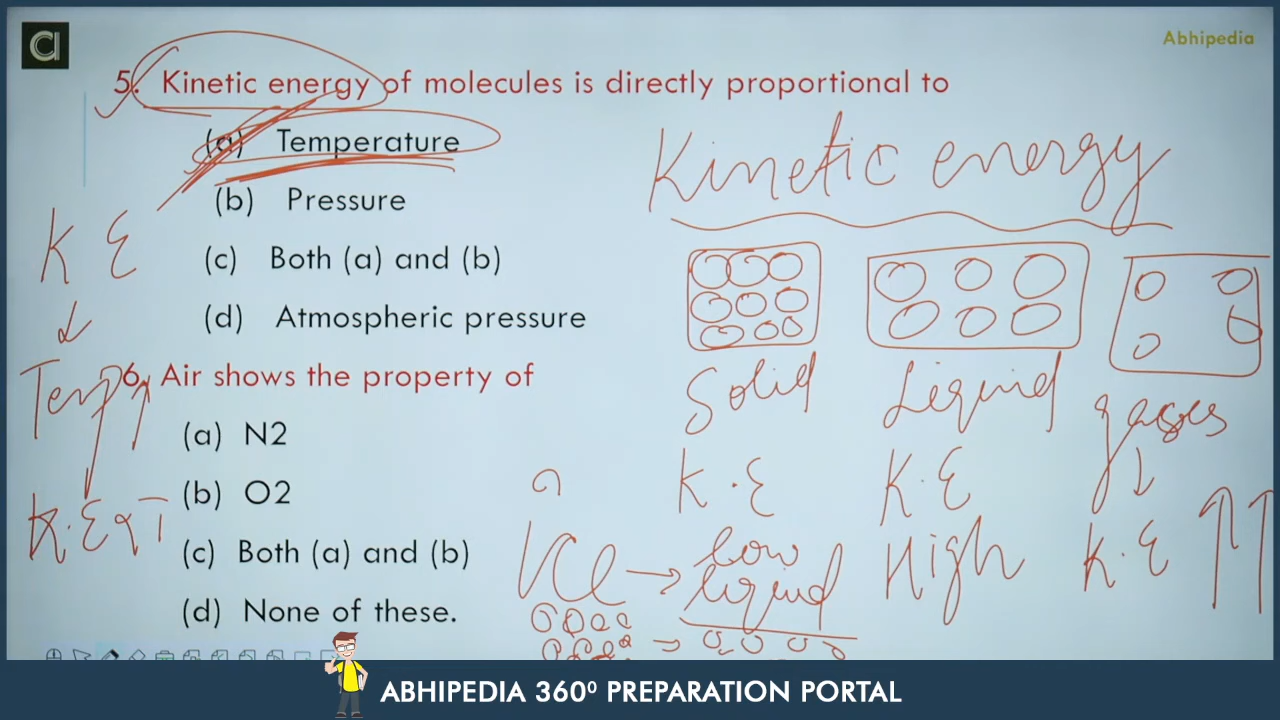 Abhipedia
5. Kinetic energy of molecules is directly proportional to
(a) Temperature
(b) Pressure
(c) Both (a) and (b)
(d) Atmospheric pressure
6. Air shows the property of
(a) N2
(b) O2
(c) Both (a) and (b)
(d) None of these.
K E
α
Temp ↑
K.E α T
Kinetic energy
Solid
Liquid
gases
K.E
low
K.E
High
↓
K.E ↑↑
ICe → liquid
ABHIPEDIA 360⁰ PREPARATION PORTAL